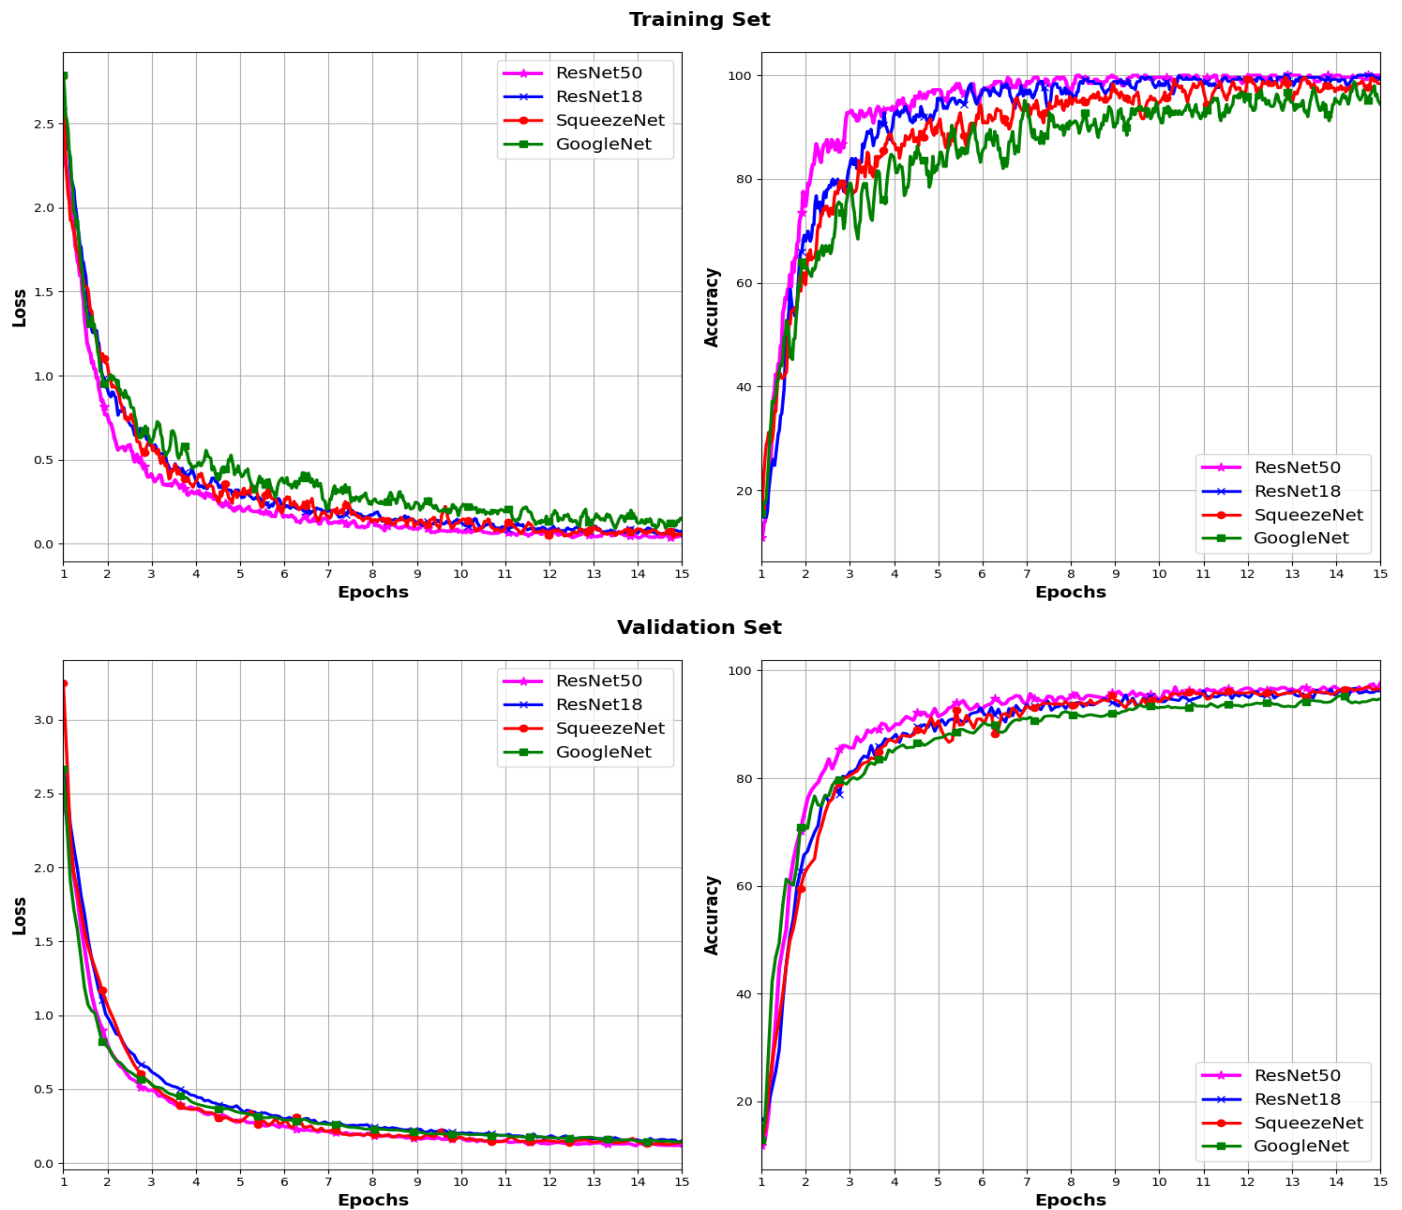 Training Set
Loss
2.5
2.0
1.5
1.0
0.5
0.0
1 2 3 4 5 6 7 8 9 10 11 12 13 14 15
Epochs
ResNet50
ResNet18
SqueezeNet
GoogleNet
Accuracy
100
80
60
40
20
1 2 3 4 5 6 7 8 9 10 11 12 13 14 15
Epochs
ResNet50
ResNet18
SqueezeNet
GoogleNet
Validation Set
Loss
3.0
2.5
2.0
1.5
1.0
0.5
0.0
1 2 3 4 5 6 7 8 9 10 11 12 13 14 15
Epochs
ResNet50
ResNet18
SqueezeNet
GoogleNet
Accuracy
100
80
60
40
20
1 2 3 4 5 6 7 8 9 10 11 12 13 14 15
Epochs
ResNet50
ResNet18
SqueezeNet
GoogleNet